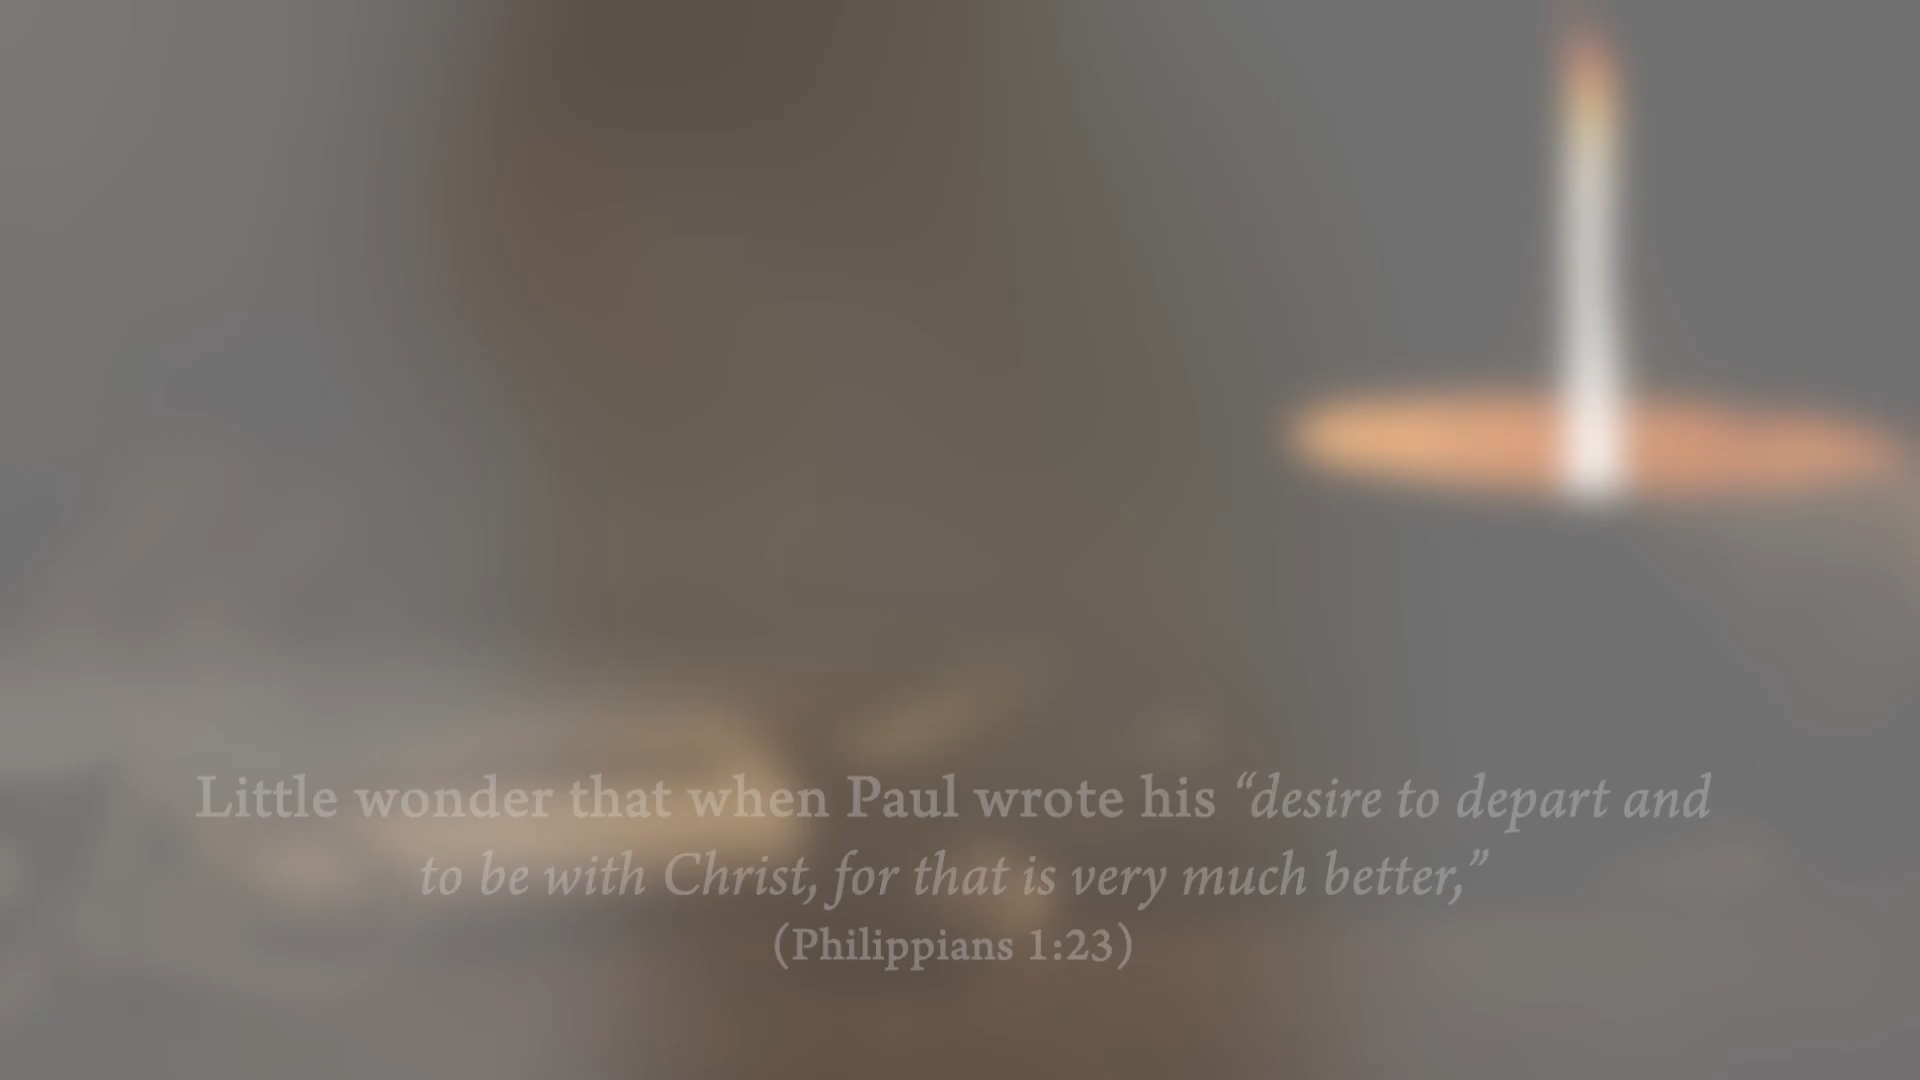 Little wonder that when Paul wrote his “desire to depart and
to be with Christ, for that is very much better,”
(Philippians 1:23)